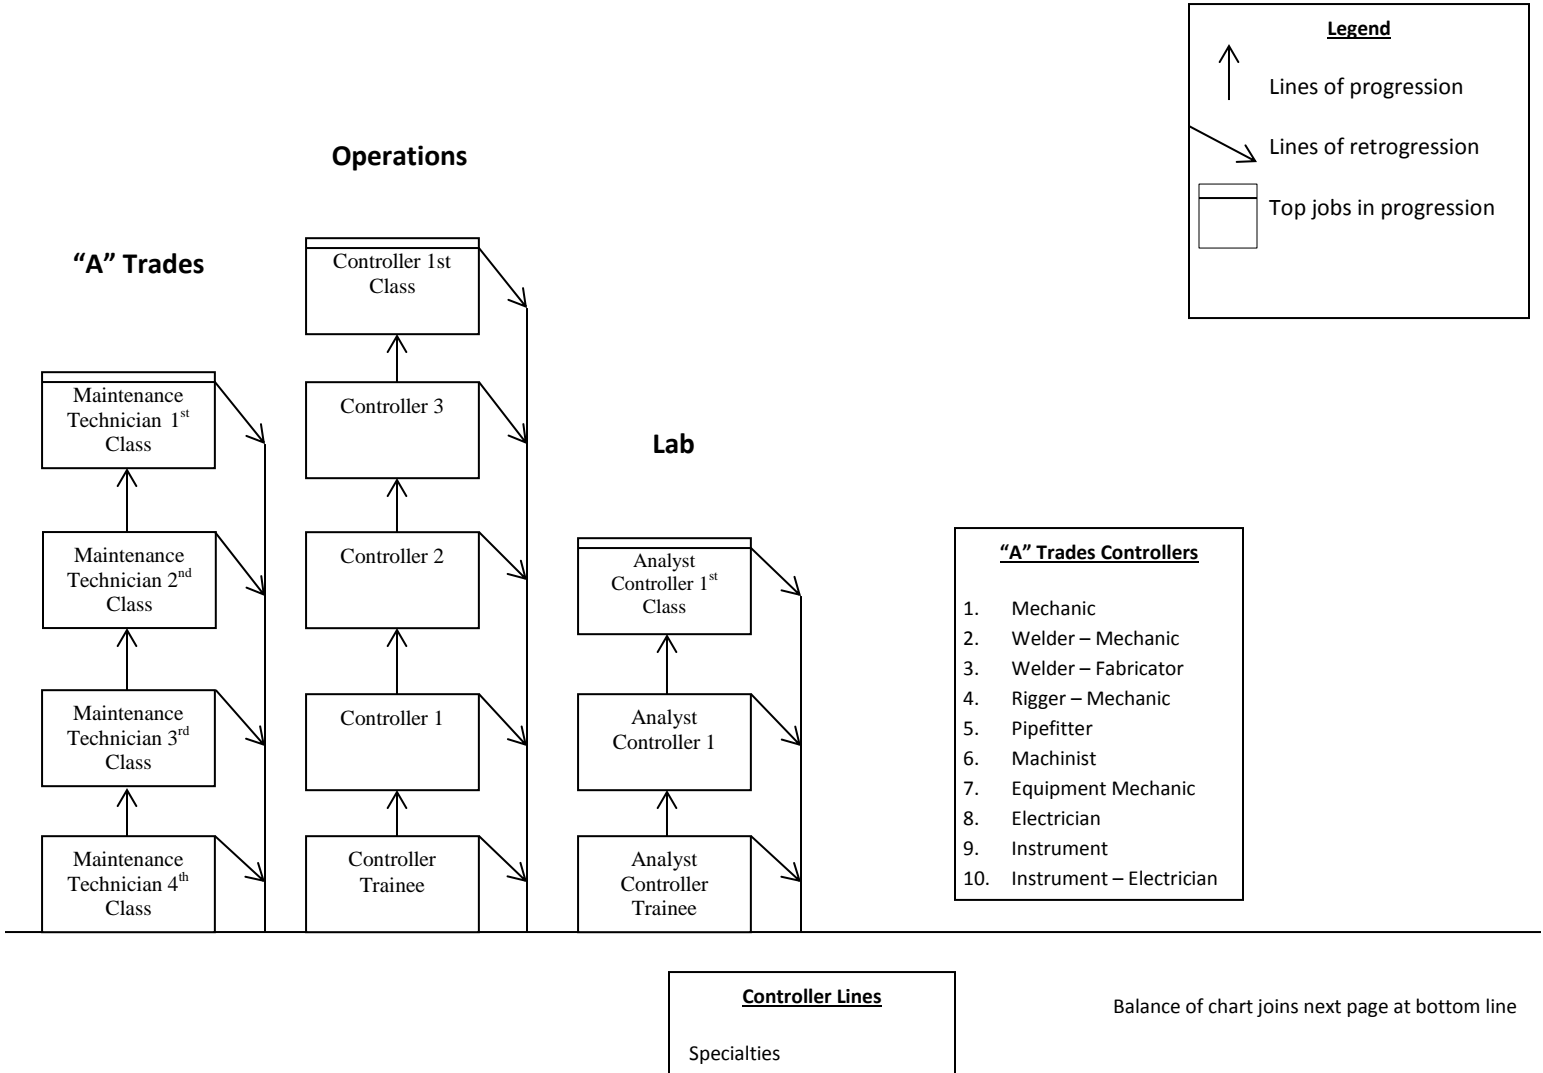 Legend
Lines of progression
Lines of retrogression
Top jobs in progression
Operations
“A” Trades
Controller 1st
Class
Maintenance
Technician 1st
Class
Controller 3
Lab
Maintenance
Technician 2nd
Class
Controller 2
Analyst
Controller 1st
Class
Maintenance
Technician 3rd
Class
Controller 1
Analyst
Controller 1
Maintenance
Technician 4th
Class
Controller
Trainee
Analyst
Controller
Trainee
“A” Trades Controllers
1. Mechanic
2. Welder – Mechanic
3. Welder – Fabricator
4. Rigger – Mechanic
5. Pipefitter
6. Machinist
7. Equipment Mechanic
8. Electrician
9. Instrument
10. Instrument – Electrician
Controller Lines
Specialties
Balance of chart joins next page at bottom line